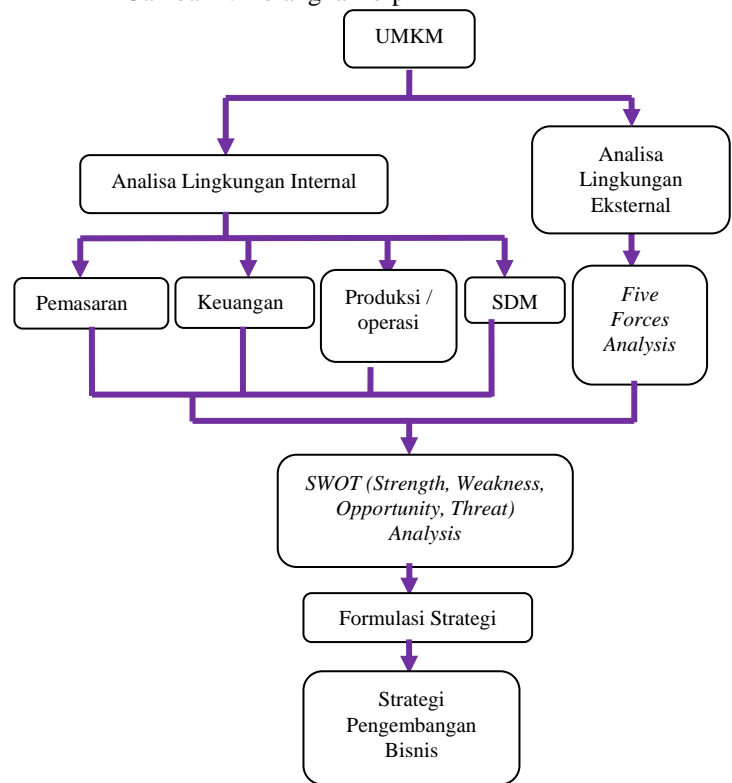 UMKM
Analisa Lingkungan Internal
Analisa
Lingkungan
Eksternal
Pemasaran
Keuangan
Produksi /
operasi
SDM
Five
Forces
Analysis
SWOT (Strength, Weakness,
Opportunity, Threat)
Analysis
Formulasi Strategi
Strategi
Pengembangan
Bisnis